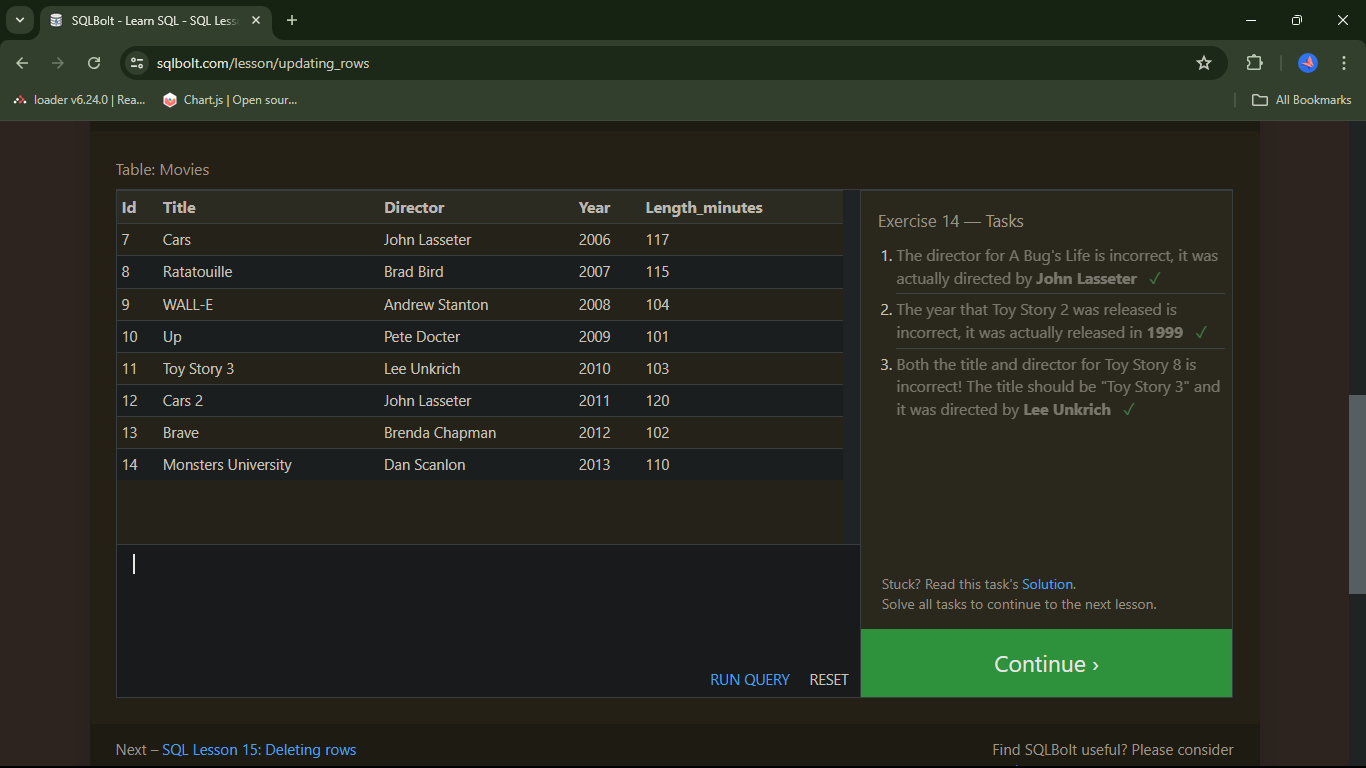 SQLBolt - Learn SQL - SQL Less
sqlbolt.com/lesson/updating_rows
loader v6.24.0 | Rea...
Chart.js | Open sour...
All Bookmarks
Table: Movies
Id Title Director Year Length_minutes
7 Cars John Lasseter 2006 117
8 Ratatouille Brad Bird 2007 115
9 WALL-E Andrew Stanton 2008 104
10 Up Pete Docter 2009 101
11 Toy Story 3 Lee Unkrich 2010 103
12 Cars 2 John Lasseter 2011 120
13 Brave Brenda Chapman 2012 102
14 Monsters University Dan Scanlon 2013 110
RUN QUERY RESET
Exercise 14 — Tasks
1. The director for A Bug's Life is incorrect, it was
actually directed by John Lasseter ✓
2. The year that Toy Story 2 was released is
incorrect, it was actually released in 1999 ✓
3. Both the title and director for Toy Story 8 is
incorrect! The title should be "Toy Story 3" and
it was directed by Lee Unkrich ✓
Stuck? Read this task's Solution.
Solve all tasks to continue to the next lesson.
Continue ›
Next – SQL Lesson 15: Deleting rows
Find SQLBolt useful? Please consider